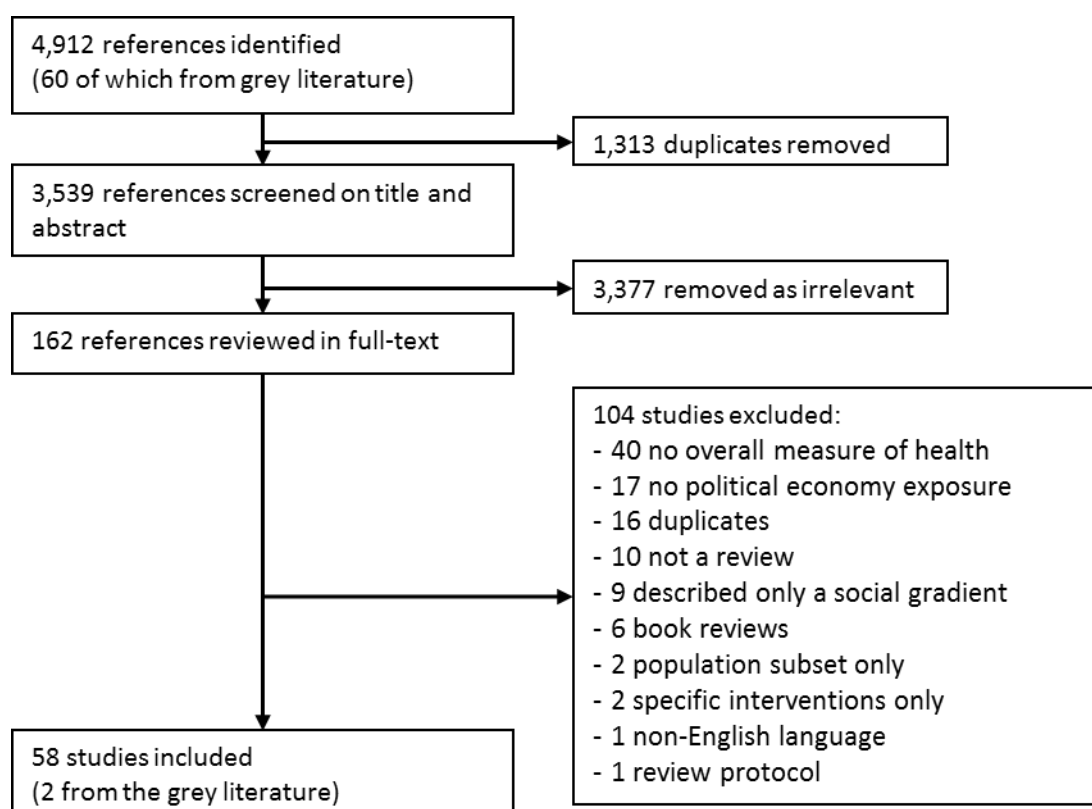 4,912 references identified
(60 of which from grey literature)
1,313 duplicates removed
3,539 references screened on title and
abstract
3,377 removed as irrelevant
162 references reviewed in full-text
104 studies excluded:
- 40 no overall measure of health
- 17 no political economy exposure
- 16 duplicates
- 10 not a review
- 9 described only a social gradient
- 6 book reviews
- 2 population subset only
- 2 specific interventions only
- 1 non-English language
- 1 review protocol
58 studies included
(2 from the grey literature)